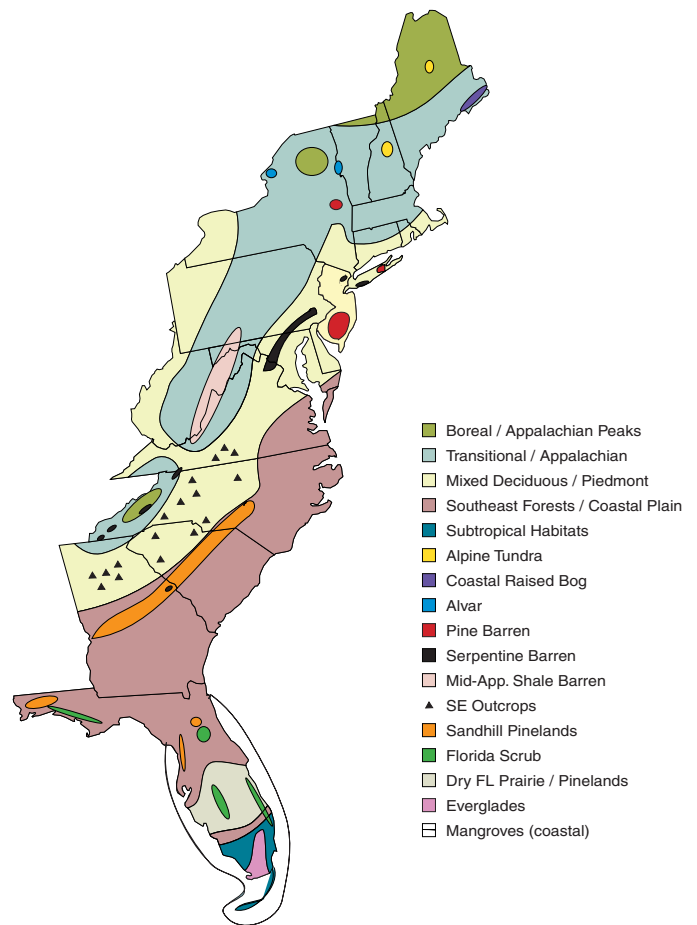 Boreal / Appalachian Peaks
Transitional / Appalachian
Mixed Deciduous / Piedmont
Southeast Forests / Coastal Plain
Subtropical Habitats
Alpine Tundra
Coastal Raised Bog
Alvar
Pine Barren
Serpentine Barren
Mid-App. Shale Barren
SE Outcrops
Sandhill Pinelands
Florida Scrub
Dry FL Prairie / Pinelands
Everglades
Mangroves (coastal)